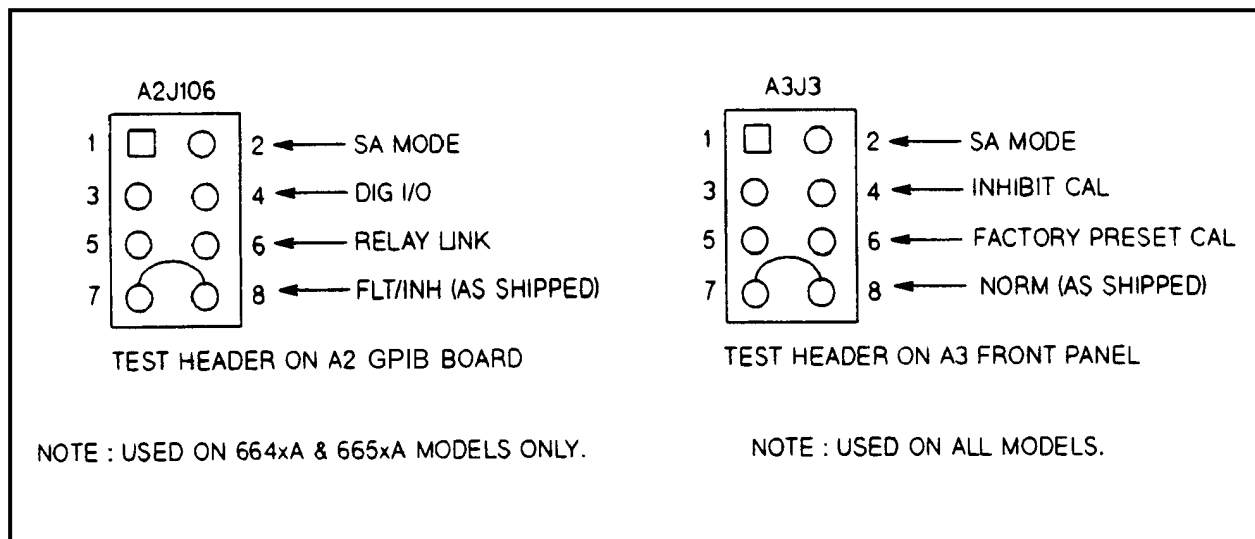 A2J106
1 2 SA MODE
3 4 DIG I/O
5 6 RELAY LINK
7 8 FLT/INH (AS SHIPPED)
TEST HEADER ON A2 GPIB BOARD
NOTE : USED ON 664xA & 665xA MODELS ONLY.
A3J3
1 2 SA MODE
3 4 INHIBIT CAL
5 6 FACTORY PRESET CAL
7 8 NORM (AS SHIPPED)
TEST HEADER ON A3 FRONT PANEL
NOTE : USED ON ALL MODELS.